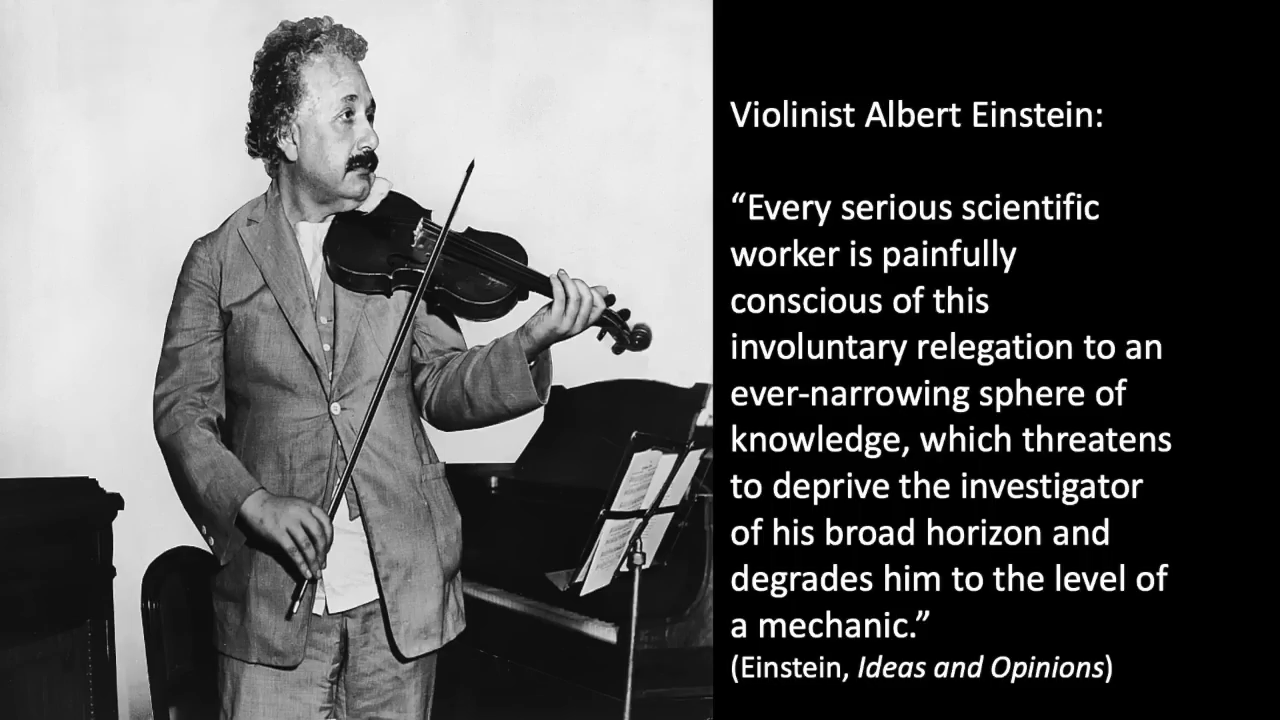 Violinist Albert Einstein:
“Every serious scientific
worker is painfully
conscious of this
involuntary relegation to an
ever-narrowing sphere of
knowledge, which threatens
to deprive the investigator
of his broad horizon and
degrades him to the level of
a mechanic.”
(Einstein, Ideas and Opinions)